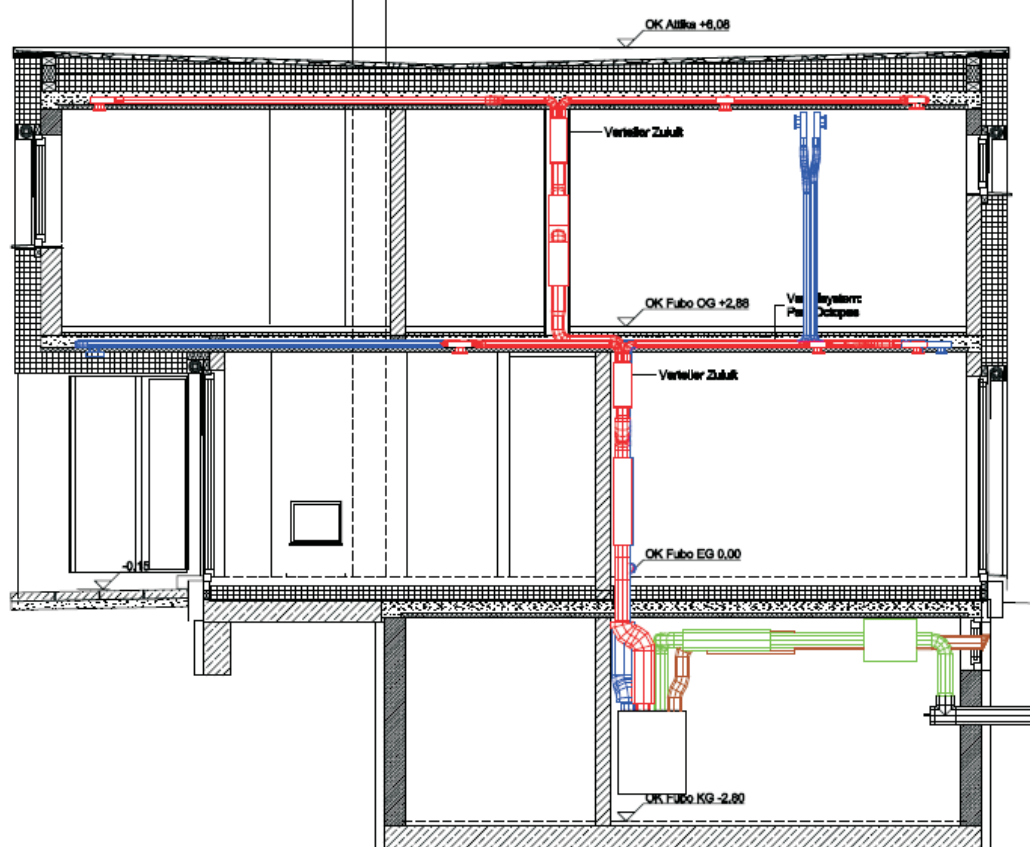 OK Attika +6,08
Verteiler Zuluft
OK Fubo OG +2,88
Verteiler Zuluft
OK Fubo EG 0,00
-0,15
OK Fubo KG -2,80